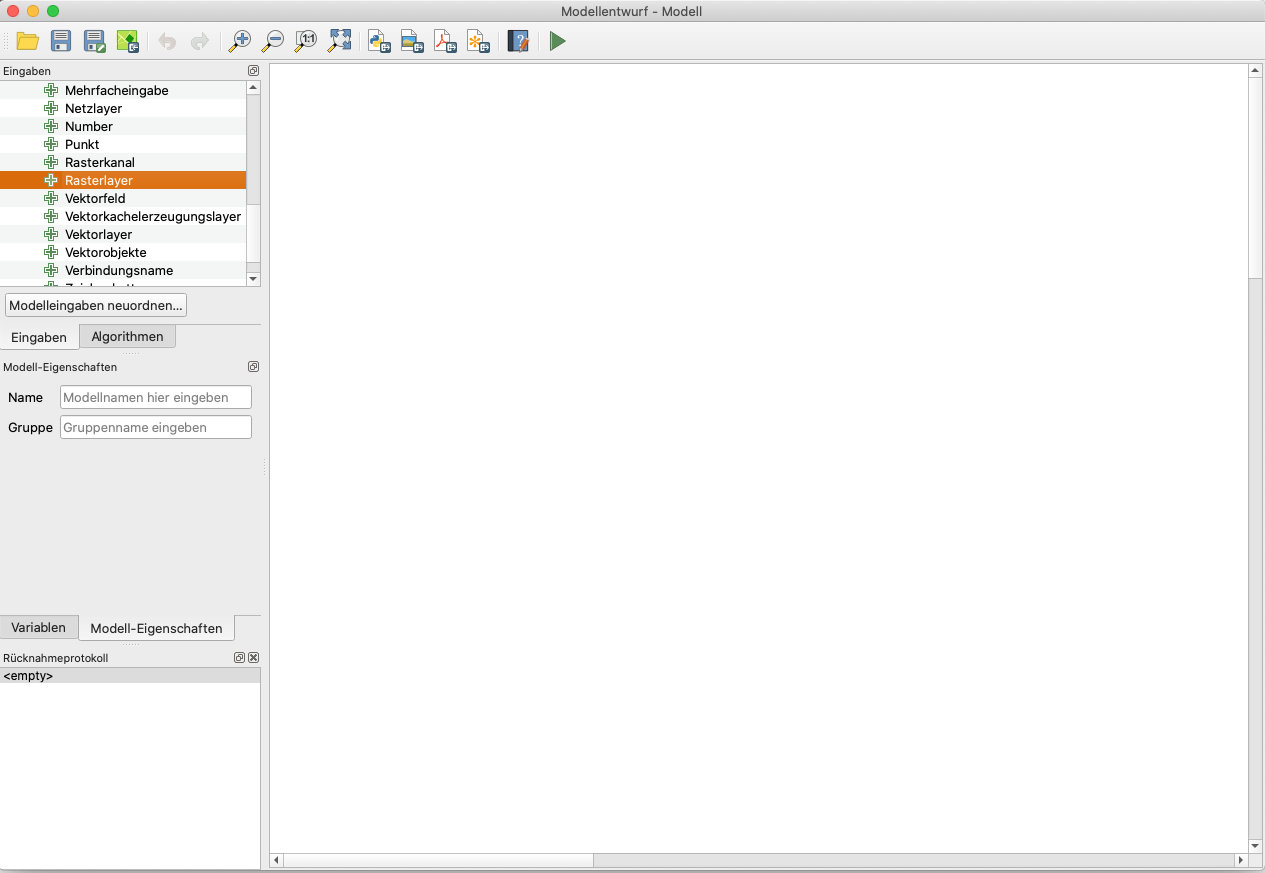 Modellentwurf - Modell
Eingaben
Mehrfacheingabe
Netzlayer
Number
Punkt
Rasterkanal
Rasterlayer
Vektorfeld
Vektorkachelerzeugungslayer
Vektorlayer
Vektorobjekte
Verbindungsname
Modelleingaben neuordnen...
Eingaben Algorithmen
Modell-Eigenschaften
Name Modellnamen hier eingeben
Gruppe Gruppenname eingeben
Variablen Modell-Eigenschaften
Rücknahmeprotokoll
<empty>